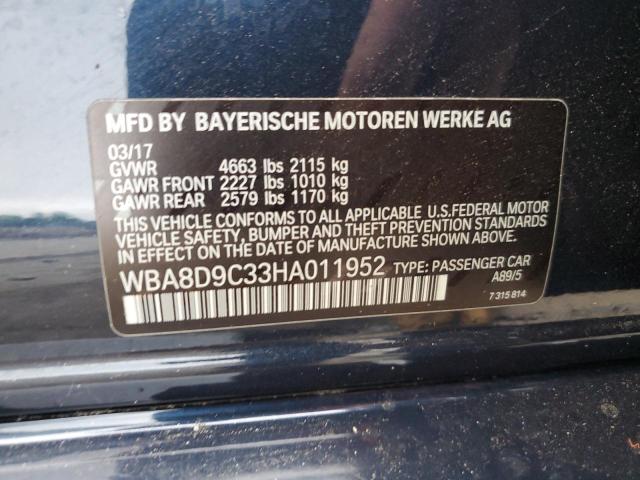 MFD BY BAYERISCHE MOTOREN WERKE AG
03/17
GVWR 4663 lbs 2115 kg
GAWR FRONT 2227 lbs 1010 kg
GAWR REAR 2579 lbs 1170 kg
THIS VEHICLE CONFORMS TO ALL APPLICABLE U.S.FEDERAL MOTOR
VEHICLE SAFETY, BUMPER AND THEFT PREVENTION STANDARDS
IN EFFECT ON THE DATE OF MANUFACTURE SHOWN ABOVE.
WBA8D9C33HA011952 TYPE: PASSENGER CAR
A89/5
7 315 814